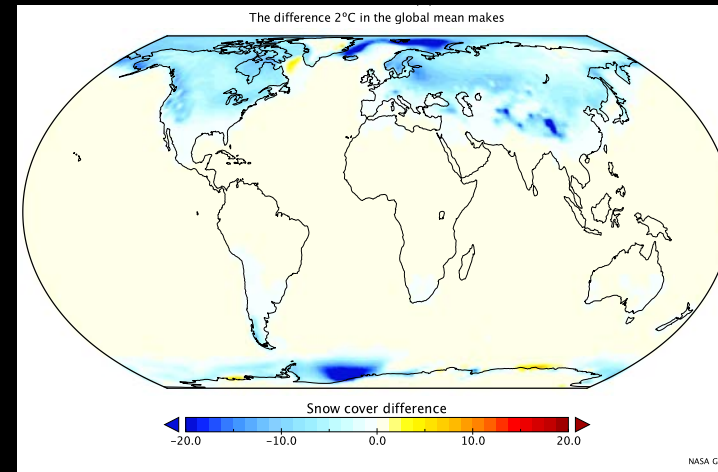 The difference 2°C in the global mean makes
Snow cover difference
-20.0 -10.0 0.0 10.0 20.0
NASA G